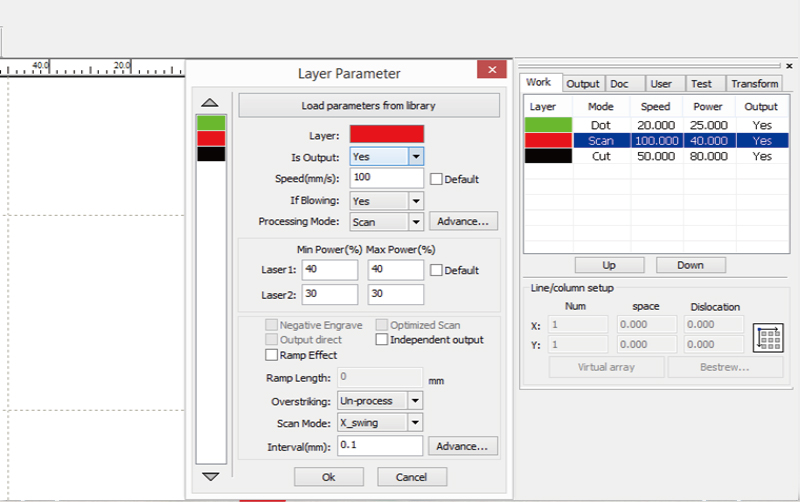 40.0 20.0
Layer Parameter
Load parameters from library
Layer:
Is Output: Yes
Speed(mm/s): 100 Default
If Blowing: Yes
Processing Mode: Scan Advance...
Min Power(%) Max Power(%)
Laser1: 40 40 Default
Laser2: 30 30
Negative Engrave Optimized Scan
Output direct Independent output
Ramp Effect
Ramp Length: 0 mm
Overstriking: Un-process
Scan Mode: X_swing
Interval(mm): 0.1 Advance...
Ok Cancel
Work Output Doc User Test Transform
Layer Mode Speed Power Output
Dot 20.000 25.000 Yes
Scan 100.000 40.000 Yes
Cut 50.000 80.000 Yes
Up Down
Line/column setup
Num space Dislocation
X: 1 0.000 0.000
Y: 1 0.000 0.000
Virtual array Bestrew...